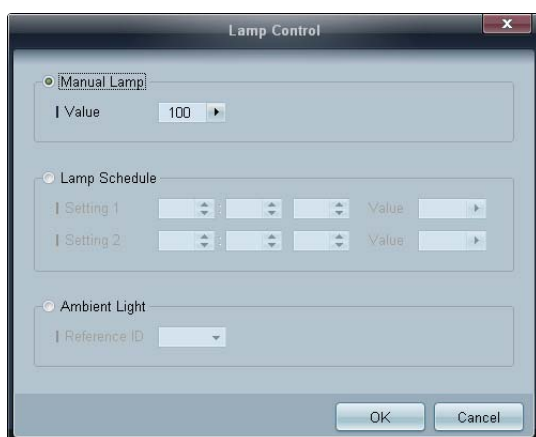 Lamp Control
Manual Lamp
Value 100
Lamp Schedule
Setting 1 : Value
Setting 2 : Value
Ambient Light
Reference ID
OK Cancel